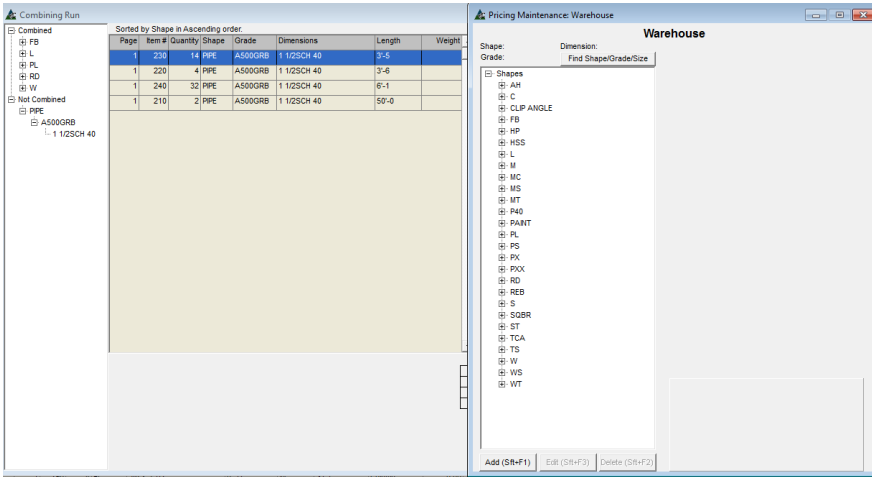 Combining Run
Combined
FB
L
PL
RD
W
Not Combined
PIPE
A500GRB
1 1/2SCH 40
Sorted by Shape in Ascending order.
Page Item # Quantity Shape Grade Dimensions Length Weight
1 230 14 PIPE A500GRB 1 1/2SCH 40 3'-5
1 220 4 PIPE A500GRB 1 1/2SCH 40 3'-6
1 240 32 PIPE A500GRB 1 1/2SCH 40 6'-1
1 210 2 PIPE A500GRB 1 1/2SCH 40 50'-0
Pricing Maintenance: Warehouse
Warehouse
Shape: Dimension:
Grade: Find Shape/Grade/Size
Shapes
AH
C
CLIP ANGLE
FB
HP
HSS
L
M
MC
MS
MT
P40
PAINT
PL
PS
PX
PXX
RD
REB
S
SQBR
ST
TCA
TS
W
WS
WT
Add (Sft+F1) Edit (Sft+F3) Delete (Sft+F2)